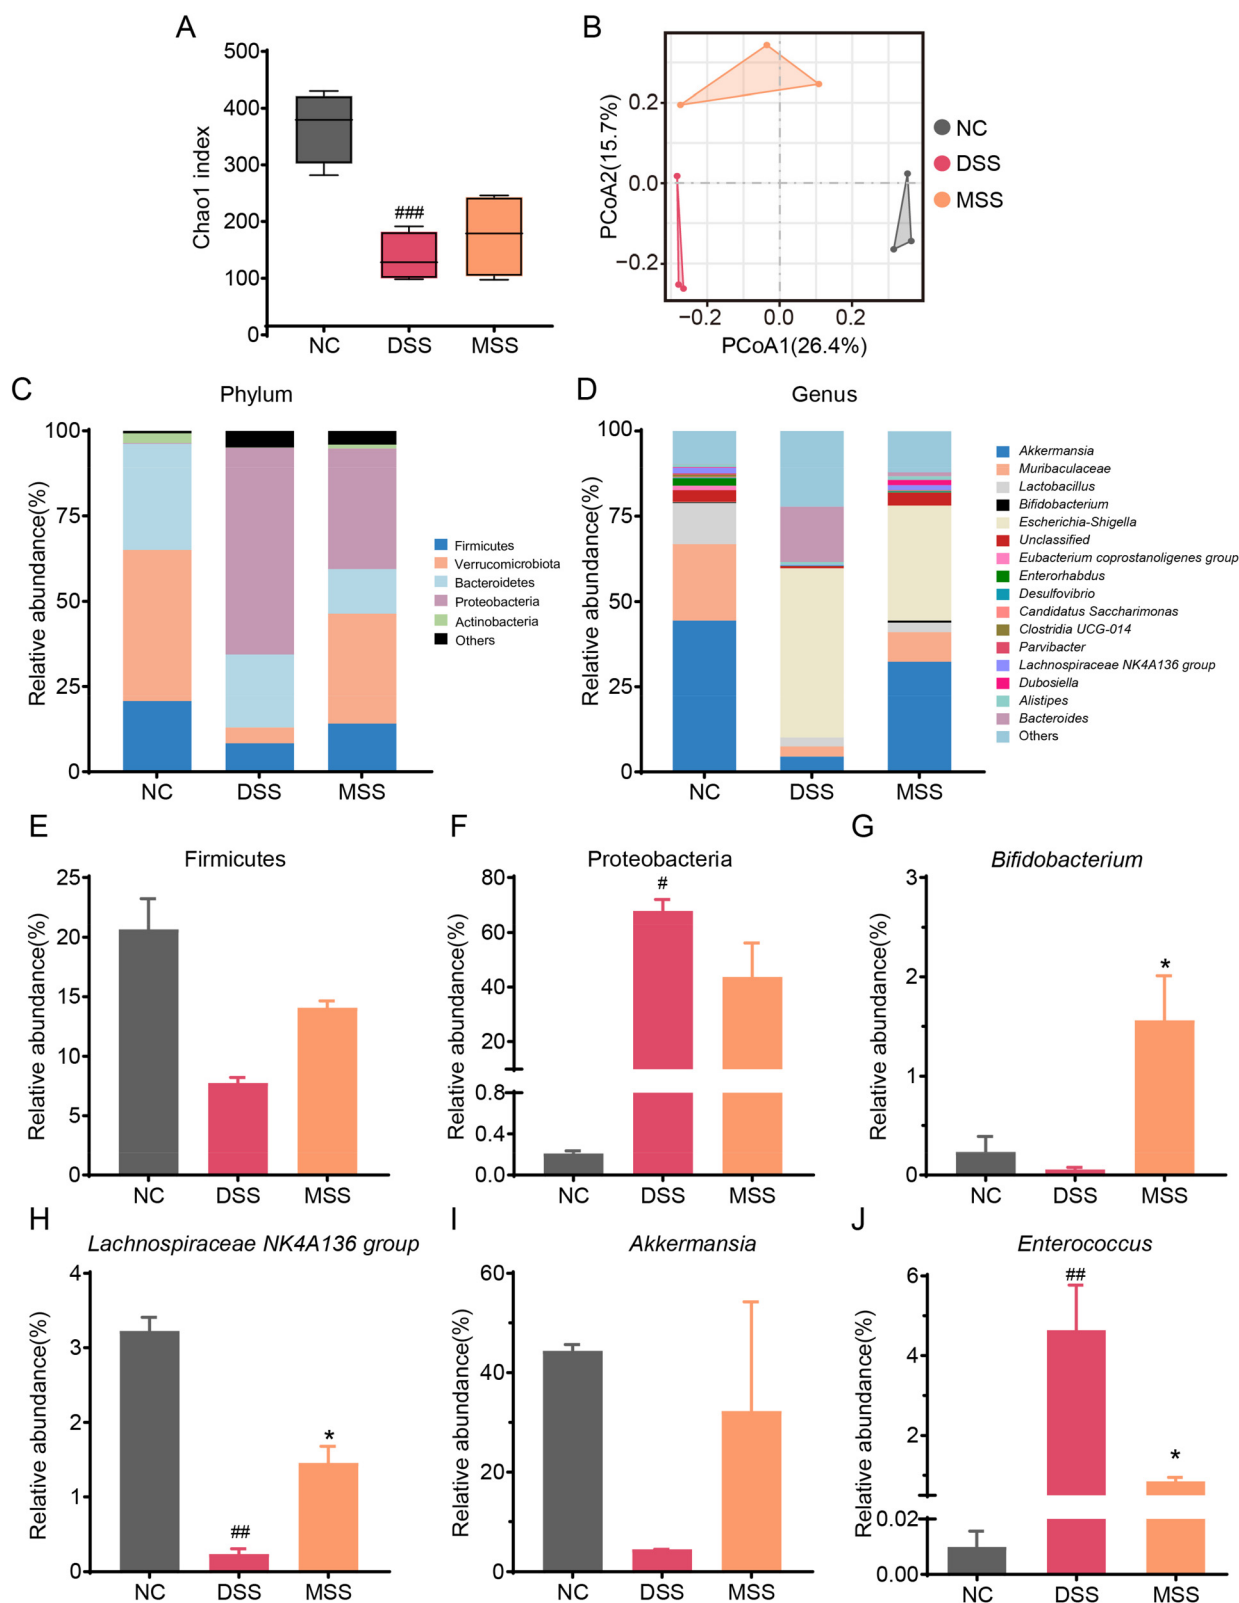 A
Chao1 index
500
400
300
200
100
0
###
NC
DSS
MSS
B
PCoA2(15.7%)
0.2
0.0
−0.2
−0.2
0.0
0.2
PCoA1(26.4%)
NC
DSS
MSS
C
Phylum
Relative abundance(%)
100
75
50
25
0
NC
DSS
MSS
Firmicutes
Verrucomicrobiota
Bacteroidetes
Proteobacteria
Actinobacteria
Others
D
Genus
Relative abundance(%)
100
75
50
25
0
NC
DSS
MSS
Akkermansia
Muribaculaceae
Lactobacillus
Bifidobacterium
Escherichia-Shigella
Unclassified
Eubacterium coprostanoligenes group
Enterorhabdus
Desulfovibrio
Candidatus Saccharimonas
Clostridia UCG-014
Parvibacter
Lachnospiraceae NK4A136 group
Dubosiella
Alistipes
Bacteroides
Others
E
Firmicutes
Relative abundance(%)
25
20
15
10
5
0
NC
DSS
MSS
F
Proteobacteria
Relative abundance(%)
80
60
40
20
0.8
0.4
0.0
#
NC
DSS
MSS
G
Bifidobacterium
Relative abundance(%)
3
2
1
0
*
NC
DSS
MSS
H
Lachnospiraceae NK4A136 group
Relative abundance(%)
4
3
2
1
0
##
*
NC
DSS
MSS
I
Akkermansia
Relative abundance(%)
60
40
20
0
NC
DSS
MSS
J
Enterococcus
Relative abundance(%)
6
4
2
0.02
0.00
##
*
NC
DSS
MSS